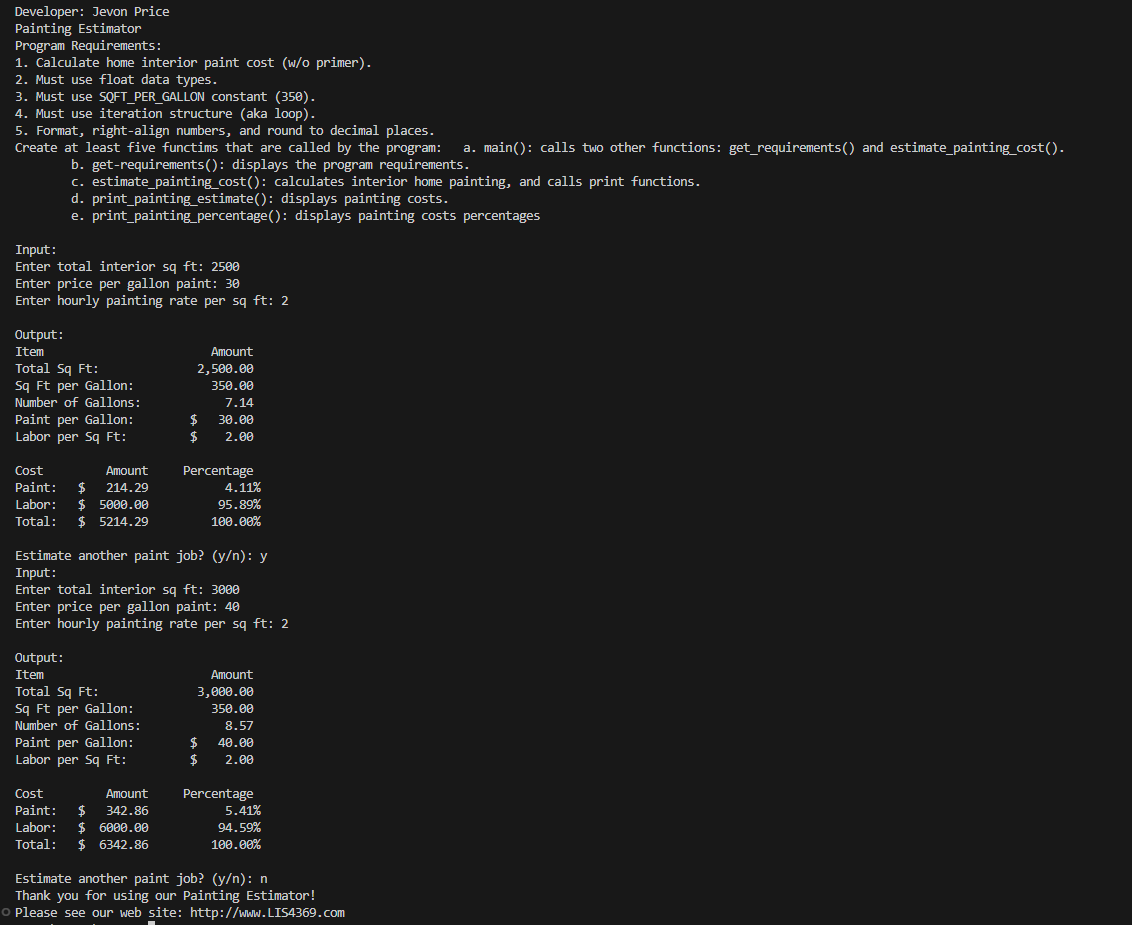 Developer: Jevon Price
Painting Estimator
Program Requirements:
1. Calculate home interior paint cost (w/o primer).
2. Must use float data types.
3. Must use SQFT_PER_GALLON constant (350).
4. Must use iteration structure (aka loop).
5. Format, right-align numbers, and round to decimal places.
Create at least five functims that are called by the program:   a. main(): calls two other functions: get_requirements() and estimate_painting_cost().
        b. get-requirements(): displays the program requirements.
        c. estimate_painting_cost(): calculates interior home painting, and calls print functions.
        d. print_painting_estimate(): displays painting costs.
        e. print_painting_percentage(): displays painting costs percentages

Input:
Enter total interior sq ft: 2500
Enter price per gallon paint: 30
Enter hourly painting rate per sq ft: 2

Output:
Item                        Amount
Total Sq Ft:              2,500.00
Sq Ft per Gallon:           350.00
Number of Gallons:            7.14
Paint per Gallon:        $   30.00
Labor per Sq Ft:         $    2.00

Cost         Amount     Percentage
Paint:   $   214.29           4.11%
Labor:   $  5000.00          95.89%
Total:   $  5214.29         100.00%

Estimate another paint job? (y/n): y
Input:
Enter total interior sq ft: 3000
Enter price per gallon paint: 40
Enter hourly painting rate per sq ft: 2

Output:
Item                        Amount
Total Sq Ft:              3,000.00
Sq Ft per Gallon:           350.00
Number of Gallons:            8.57
Paint per Gallon:        $   40.00
Labor per Sq Ft:         $    2.00

Cost         Amount     Percentage
Paint:   $   342.86           5.41%
Labor:   $  6000.00          94.59%
Total:   $  6342.86         100.00%

Estimate another paint job? (y/n): n
Thank you for using our Painting Estimator!
Please see our web site: http://www.LIS4369.com